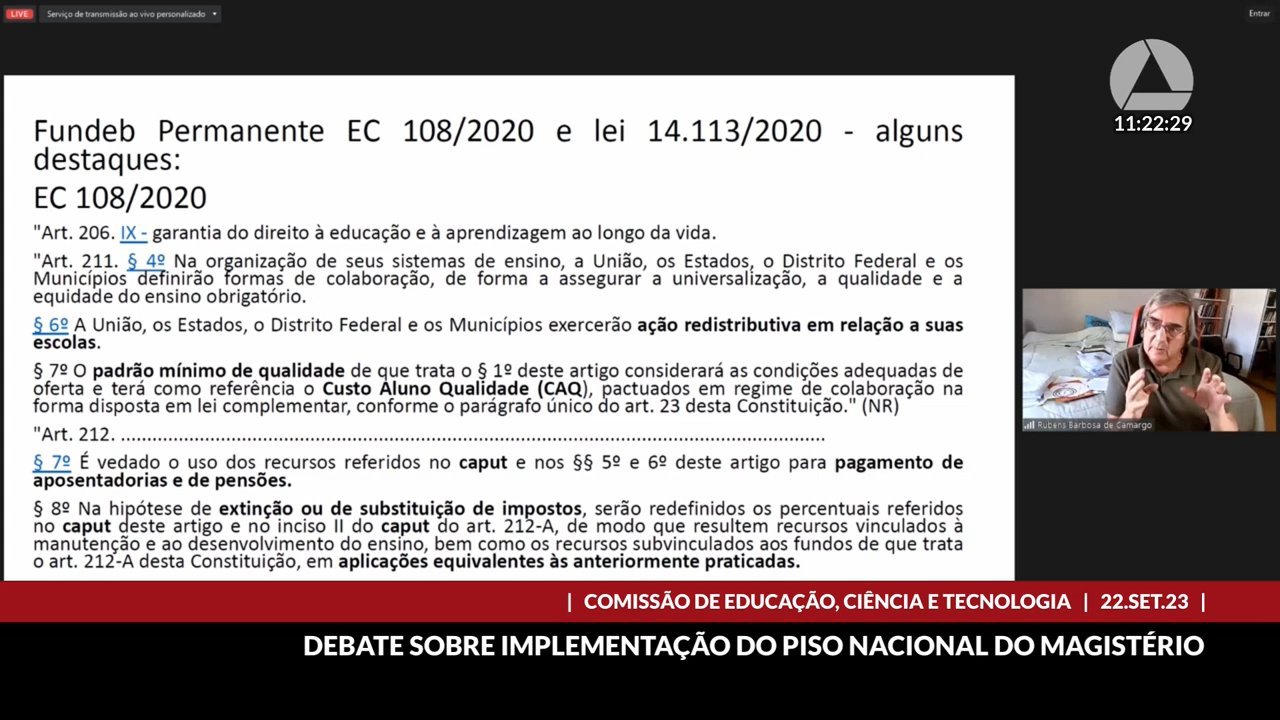 LIVE
Serviço de transmissão ao vivo personalizado
Entrar
11:22:29
Fundeb Permanente EC 108/2020 e lei 14.113/2020 - alguns
destaques:
EC 108/2020
"Art. 206. IX - garantia do direito à educação e à aprendizagem ao longo da vida.
"Art. 211. § 4º Na organização de seus sistemas de ensino, a União, os Estados, o Distrito Federal e os
Municípios definirão formas de colaboração, de forma a assegurar a universalização, a qualidade e a
equidade do ensino obrigatório.
§ 6º A União, os Estados, o Distrito Federal e os Municípios exercerão ação redistributiva em relação a suas
escolas.
§ 7º O padrão mínimo de qualidade de que trata o § 1º deste artigo considerará as condições adequadas de
oferta e terá como referência o Custo Aluno Qualidade (CAQ), pactuados em regime de colaboração na
forma disposta em lei complementar, conforme o parágrafo único do art. 23 desta Constituição." (NR)
"Art. 212. ........................................................................................................................................
§ 7º É vedado o uso dos recursos referidos no caput e nos §§ 5º e 6º deste artigo para pagamento de
aposentadorias e de pensões.
§ 8º Na hipótese de extinção ou de substituição de impostos, serão redefinidos os percentuais referidos
no caput deste artigo e no inciso II do caput do art. 212-A, de modo que resultem recursos vinculados à
manutenção e ao desenvolvimento do ensino, bem como os recursos subvinculados aos fundos de que trata
o art. 212-A desta Constituição, em aplicações equivalentes às anteriormente praticadas.
Rubens Barbosa de Camargo
| COMISSÃO DE EDUCAÇÃO, CIÊNCIA E TECNOLOGIA | 22.SET.23 |
DEBATE SOBRE IMPLEMENTAÇÃO DO PISO NACIONAL DO MAGISTÉRIO